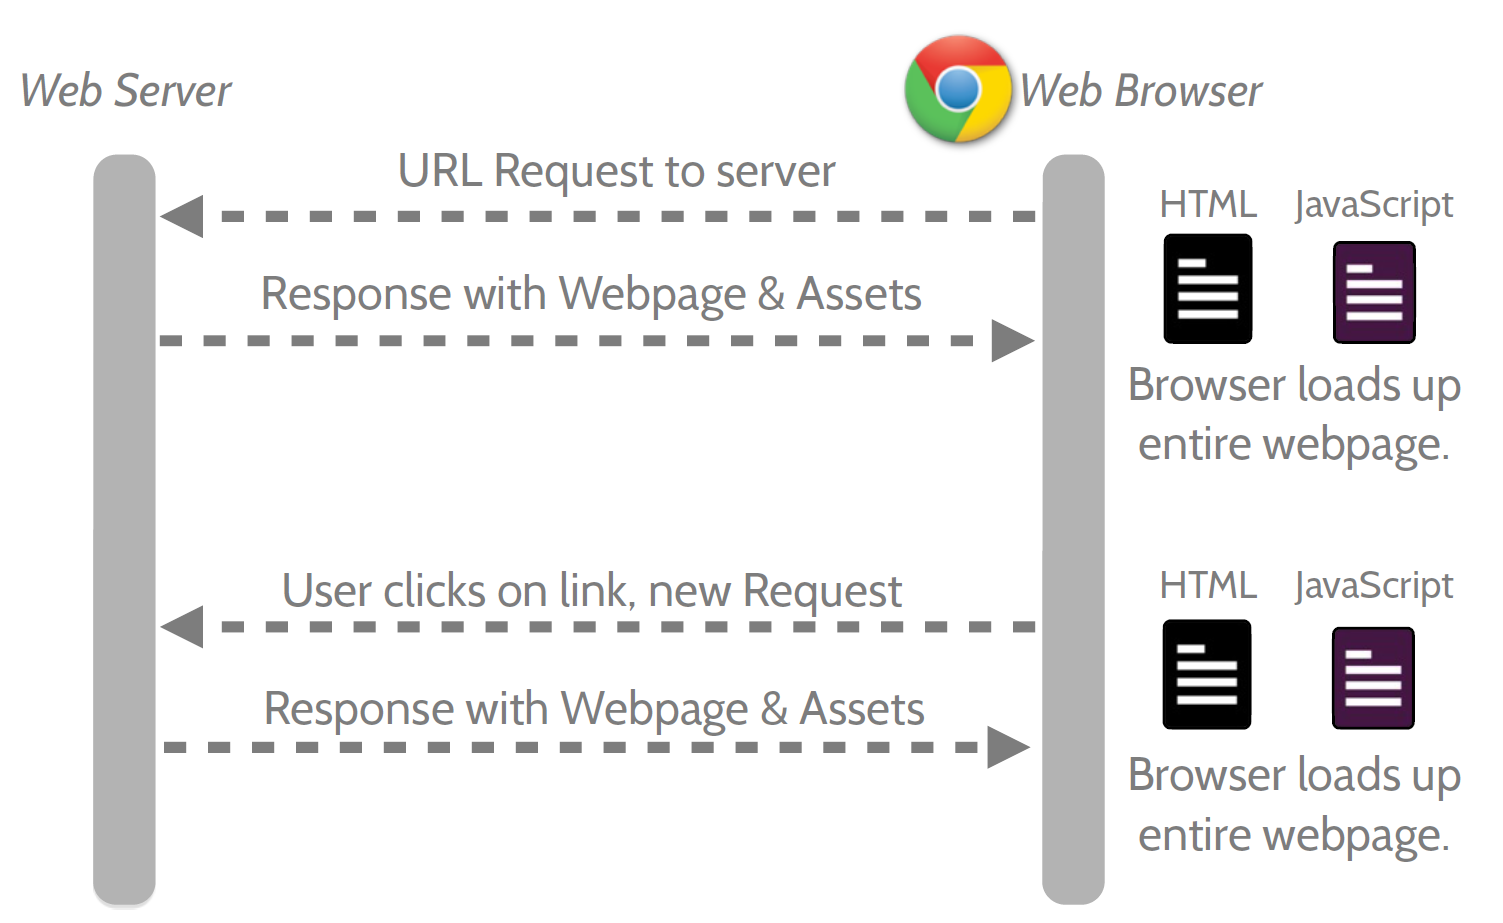 Web Server
Web Browser
URL Request to server
HTML
JavaScript
Response with Webpage & Assets
Browser loads up
entire webpage.
User clicks on link, new Request
HTML
JavaScript
Response with Webpage & Assets
Browser loads up
entire webpage.